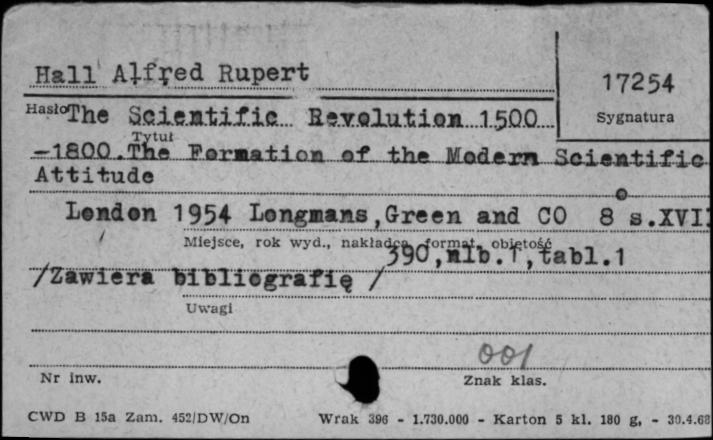 Hall Alfred Rupert
17254
Hasło The Scientific Revolution 1500
Sygnatura
Tytuł
-1800. The Formation of the Modern Scientific
Attitude
London 1954 Longmans, Green and CO 8° s.XVII
Miejsce, rok wyd., nakładca, format, objętość
390, nlb.1, tabl.1
/Zawiera bibliografię /
Uwagi
001
Nr inw.
Znak klas.
CWD B 15a Zam. 452/DW/On
Wrak 396 - 1.730.000 - Karton 5 kl. 180 g, - 30.4.68